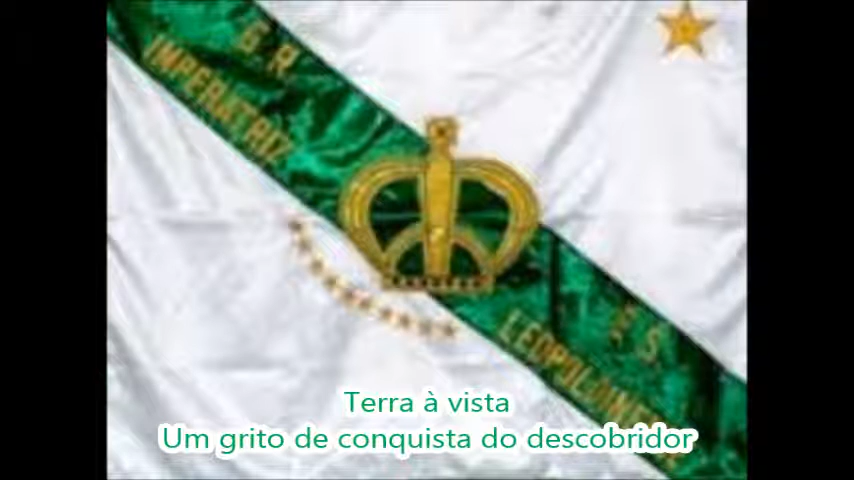 G.R.
IMPERATRIZ
E.S.
LEOPOLDINENSE
Terra à vista
Um grito de conquista do descobridor